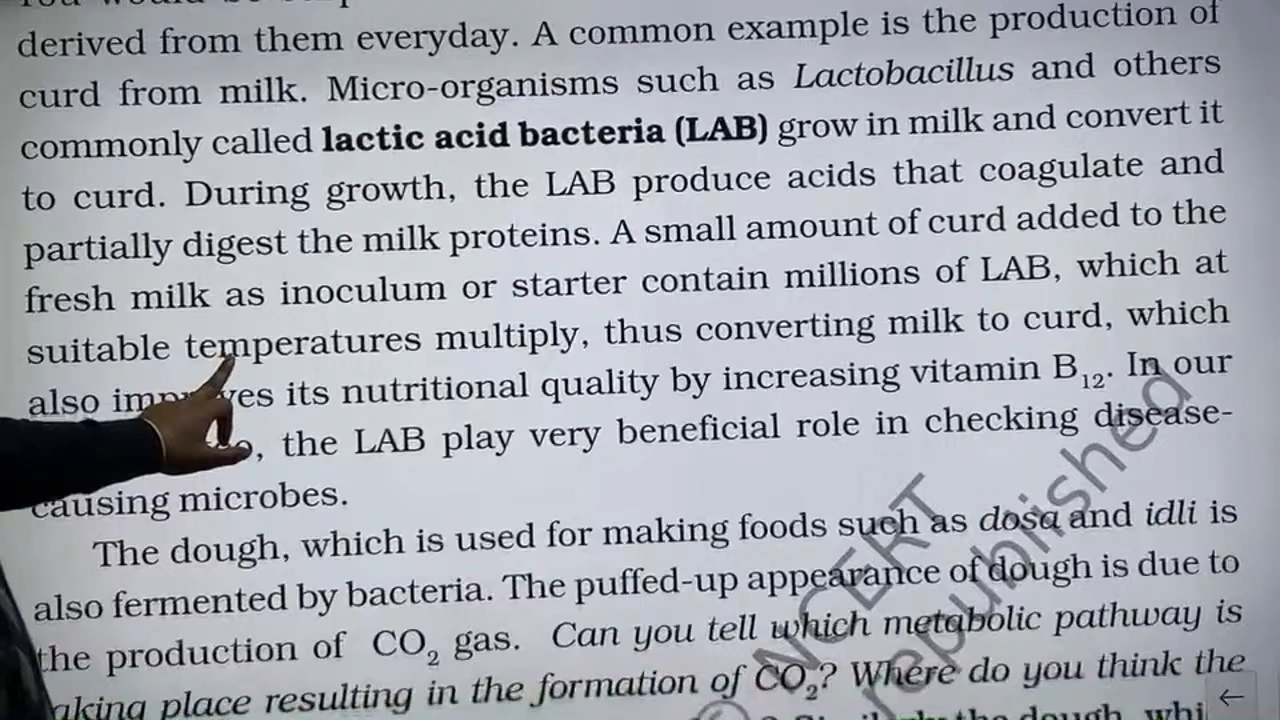 derived from them everyday. A common example is the production of
curd from milk. Micro-organisms such as Lactobacillus and others
commonly called lactic acid bacteria (LAB) grow in milk and convert it
to curd. During growth, the LAB produce acids that coagulate and
partially digest the milk proteins. A small amount of curd added to the
fresh milk as inoculum or starter contain millions of LAB, which at
suitable temperatures multiply, thus converting milk to curd, which
also its nutritional quality by increasing vitamin B12. In our
, the LAB play very beneficial role in checking disease-
causing microbes.
The dough, which is used for making foods such as dosa and idli is
also fermented by bacteria. The puffed-up appearance of dough is due to
the production of CO2 gas. Can you tell which metabolic pathway is
place resulting in the formation of CO2? Where do you think the
© NCERT
republished